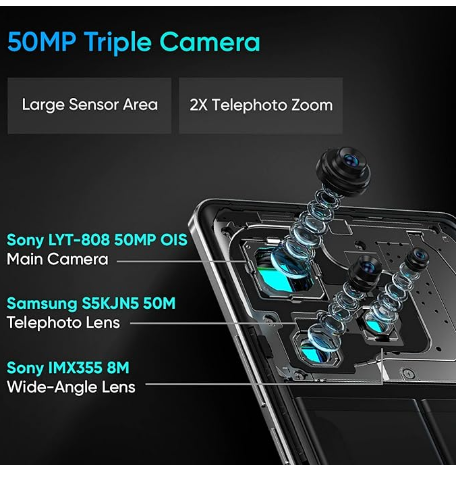 50MP Triple Camera
Large Sensor Area
2X Telephoto Zoom
Sony LYT-808 50MP OIS
Main Camera
Samsung S5KJN5 50M
Telephoto Lens
Sony IMX355 8M
Wide-Angle Lens